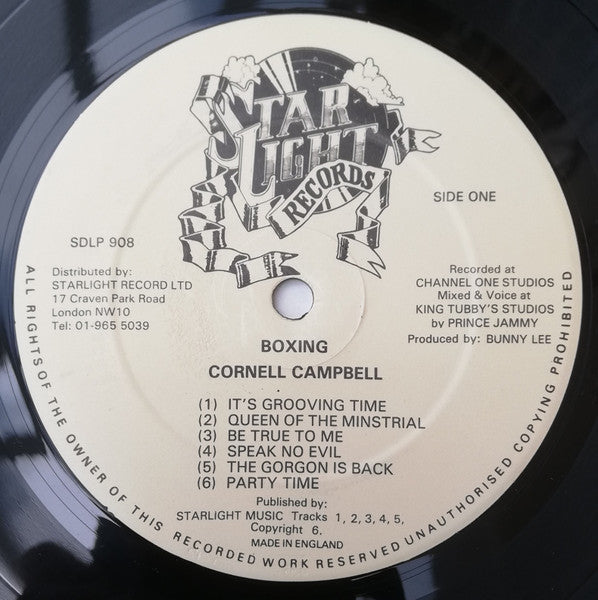 STAR
LIGHT
RECORDS
SIDE ONE
SDLP 908
Distributed by:
STARLIGHT RECORD LTD
17 Craven Park Road
London NW10
Tel: 01-965 5039
Recorded at
CHANNEL ONE STUDIOS
Mixed & Voice at
KING TUBBY'S STUDIOS
by PRINCE JAMMY
Produced by: BUNNY LEE
BOXING
CORNELL CAMPBELL
(1) IT'S GROOVING TIME
(2) QUEEN OF THE MINSTRIAL
(3) BE TRUE TO ME
(4) SPEAK NO EVIL
(5) THE GORGON IS BACK
(6) PARTY TIME
Published by:
STARLIGHT MUSIC Tracks 1, 2, 3, 4, 5,
Copyright 6.
MADE IN ENGLAND
ALL RIGHTS OF THE OWNER OF THIS RECORDED WORK RESERVED UNAUTHORISED COPYING PROHIBITED